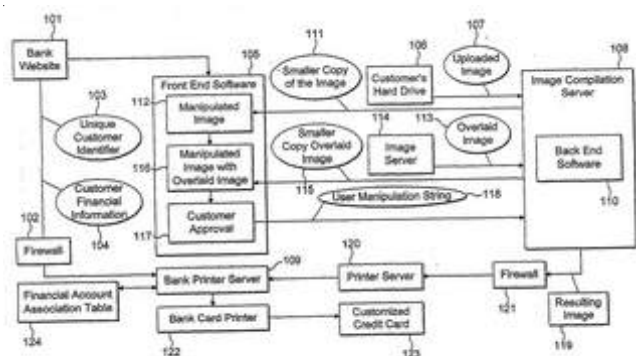 101
Bank
Website
103
Unique
Customer
Identifier
Customer
Financial
Information
104
102
Firewall
Financial Account
Association Table
124
105
Front End Software
112
Manipulated
Image
116
Manipulated
Image with
Overlaid Image
117
Customer
Approval
111
Smaller Copy
of the Image
106
Customer's
Hard Drive
107
Uploaded
Image
Smaller
Copy Overlaid
Image
115
114
Image
Server
113
Overlaid
Image
User Manipulation String
118
108
Image Compilation
Server
Back End
Software
110
109
Bank Printer Server
120
Printer Server
Firewall
121
Resulting
Image
119
Bank Card Printer
122
Customized
Credit Card
123